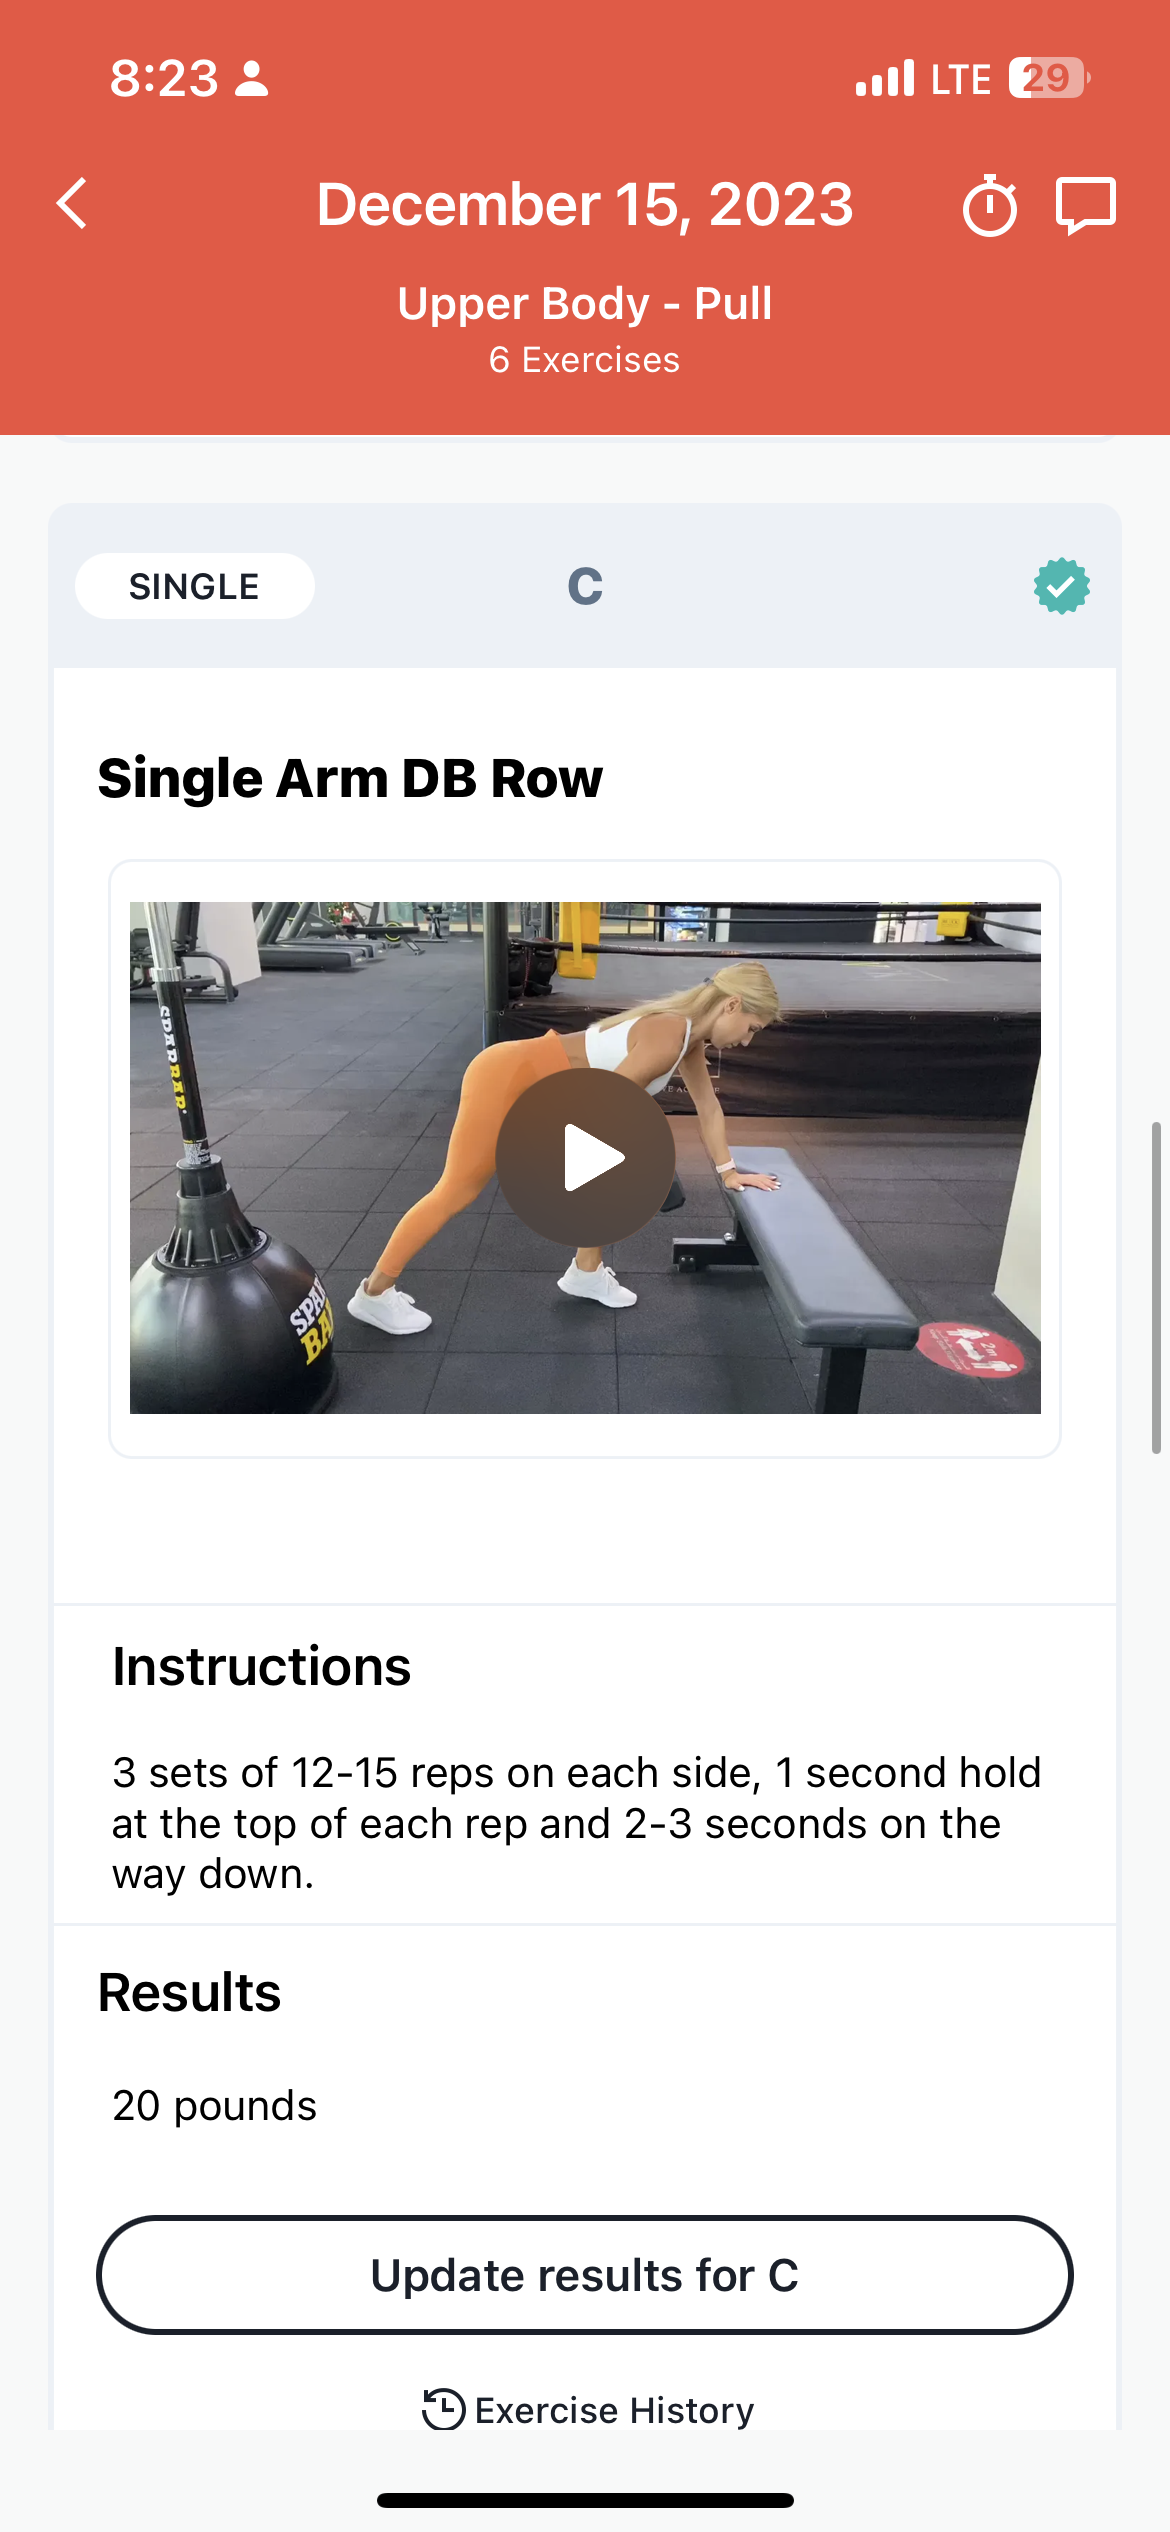 8:23
LTE 29
December 15, 2023
Upper Body - Pull
6 Exercises
SINGLE
C
Single Arm DB Row
SPARBAR
2m
Instructions
3 sets of 12-15 reps on each side, 1 second hold
at the top of each rep and 2-3 seconds on the
way down.
Results
20 pounds
Update results for C
Exercise History